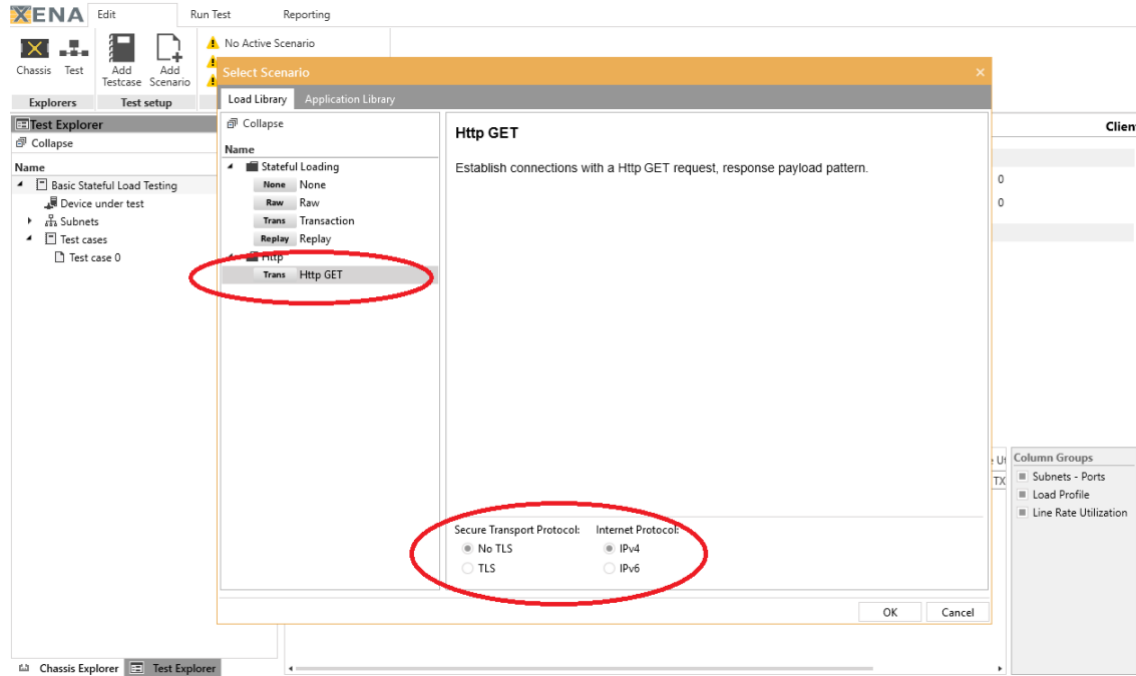 XENA
Edit
Run Test
Reporting
Chassis
Test
Add
Testcase
Add
Scenario
No Active Scenario
Explorers
Test setup
Test Explorer
Collapse
Name
Basic Stateful Load Testing
Device under test
Subnets
Test cases
Test case 0
Select Scenario
Load Library
Application Library
Collapse
Name
Stateful Loading
None None
Raw Raw
Trans Transaction
Replay Replay
Http
Trans Http GET
Http GET
Establish connections with a Http GET request, response payload pattern.
Secure Transport Protocol:
No TLS
TLS
Internet Protocol:
IPv4
IPv6
OK
Cancel
Clien
0
0
TX
Column Groups
Subnets - Ports
Load Profile
Line Rate Utilization
Chassis Explorer
Test Explorer